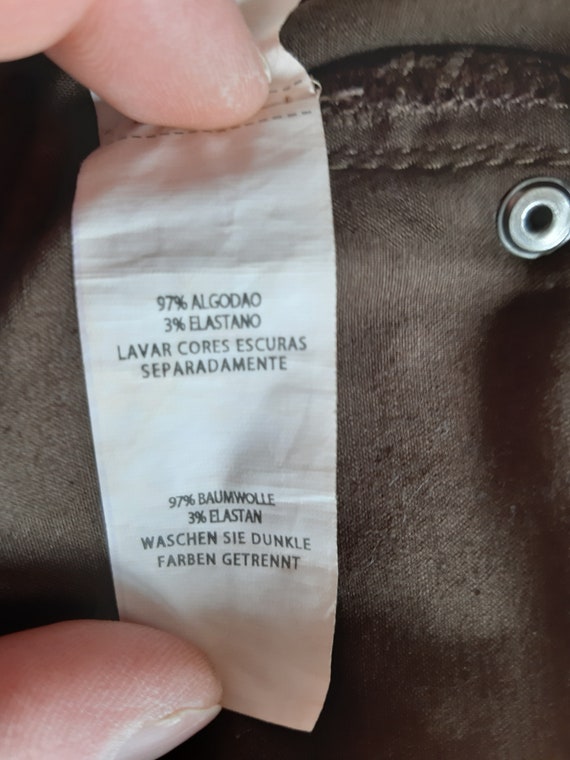 97% ALGODAO
3% ELASTANO
LAVAR CORES ESCURAS
SEPARADAMENTE
97% BAUMWOLLE
3% ELASTAN
WASCHEN SIE DUNKLE
FARBEN GETRENNT